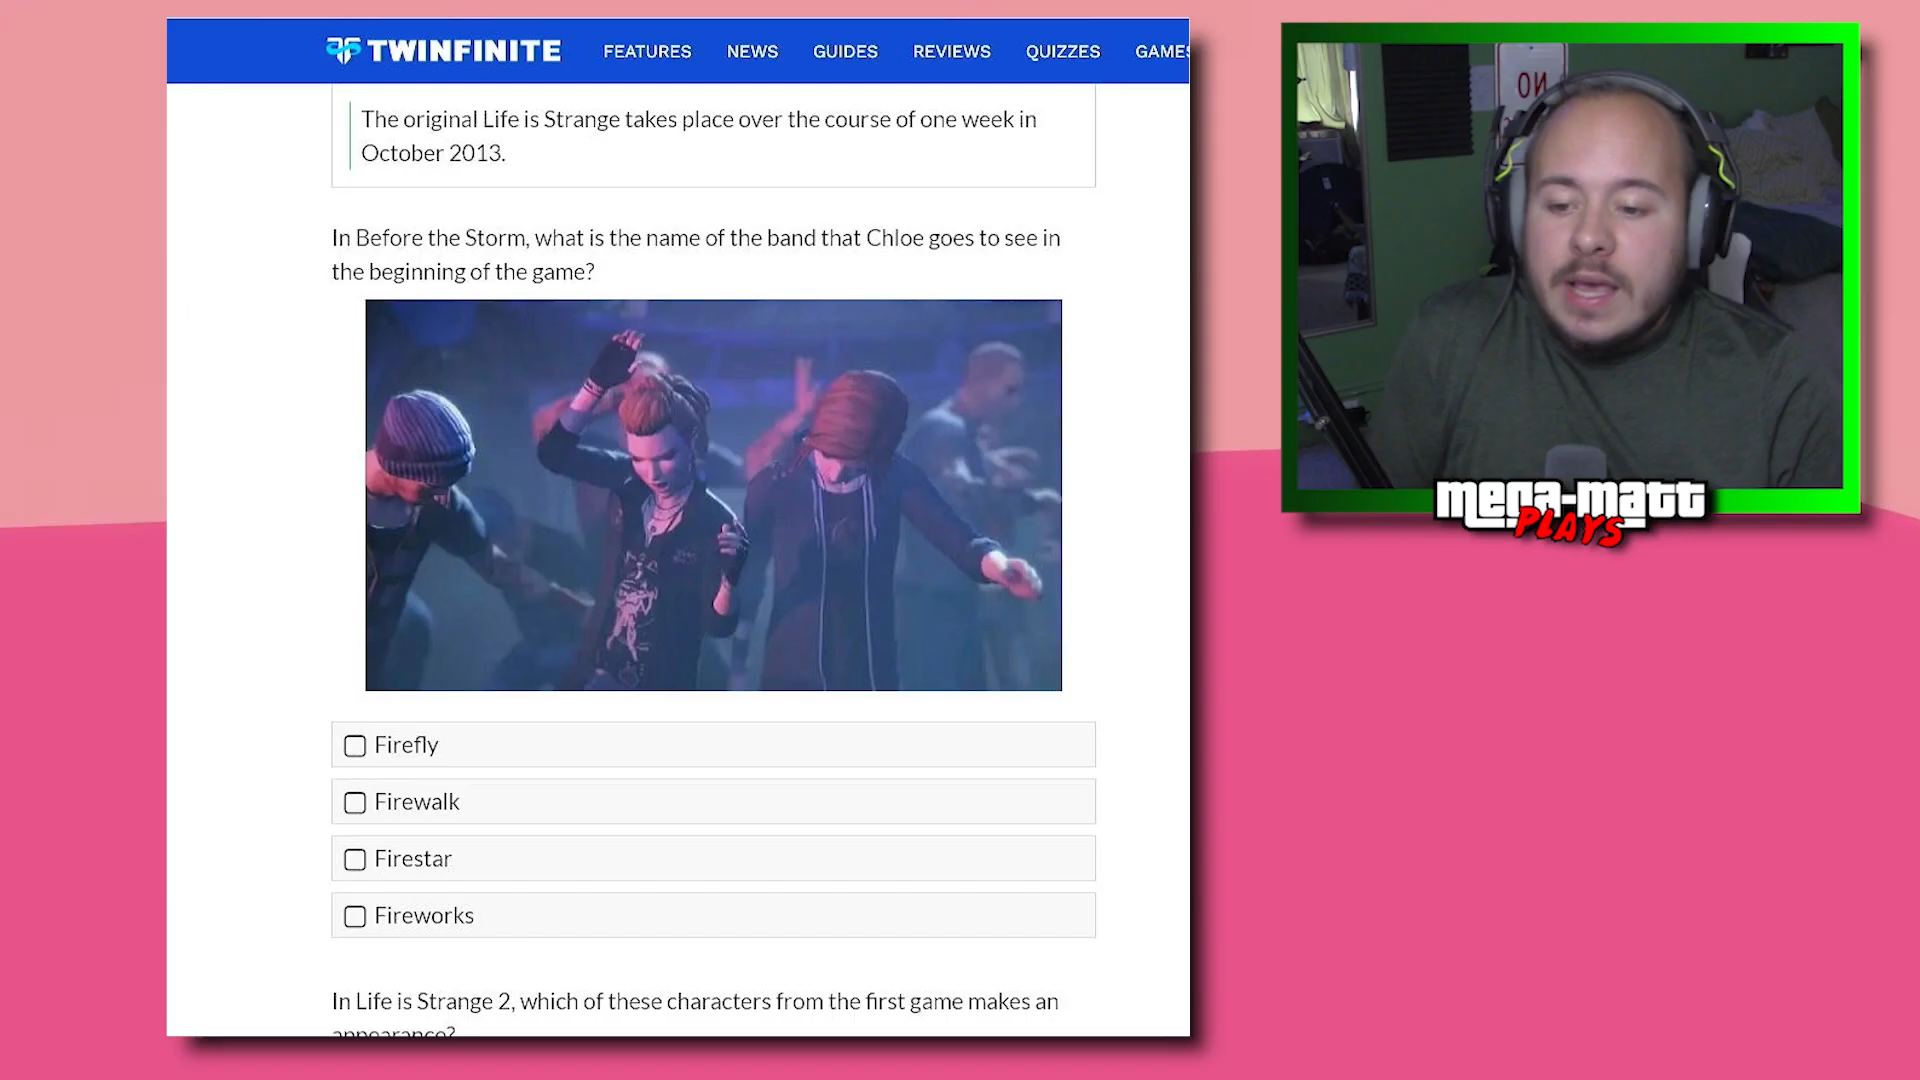 TWINFINITE FEATURES NEWS GUIDES REVIEWS QUIZZES GAMES
The original Life is Strange takes place over the course of one week in
October 2013.
In Before the Storm, what is the name of the band that Chloe goes to see in
the beginning of the game?
Firefly
Firewalk
Firestar
Fireworks
In Life is Strange 2, which of these characters from the first game makes an
appearance?
NO
mega-matt
PLAYS